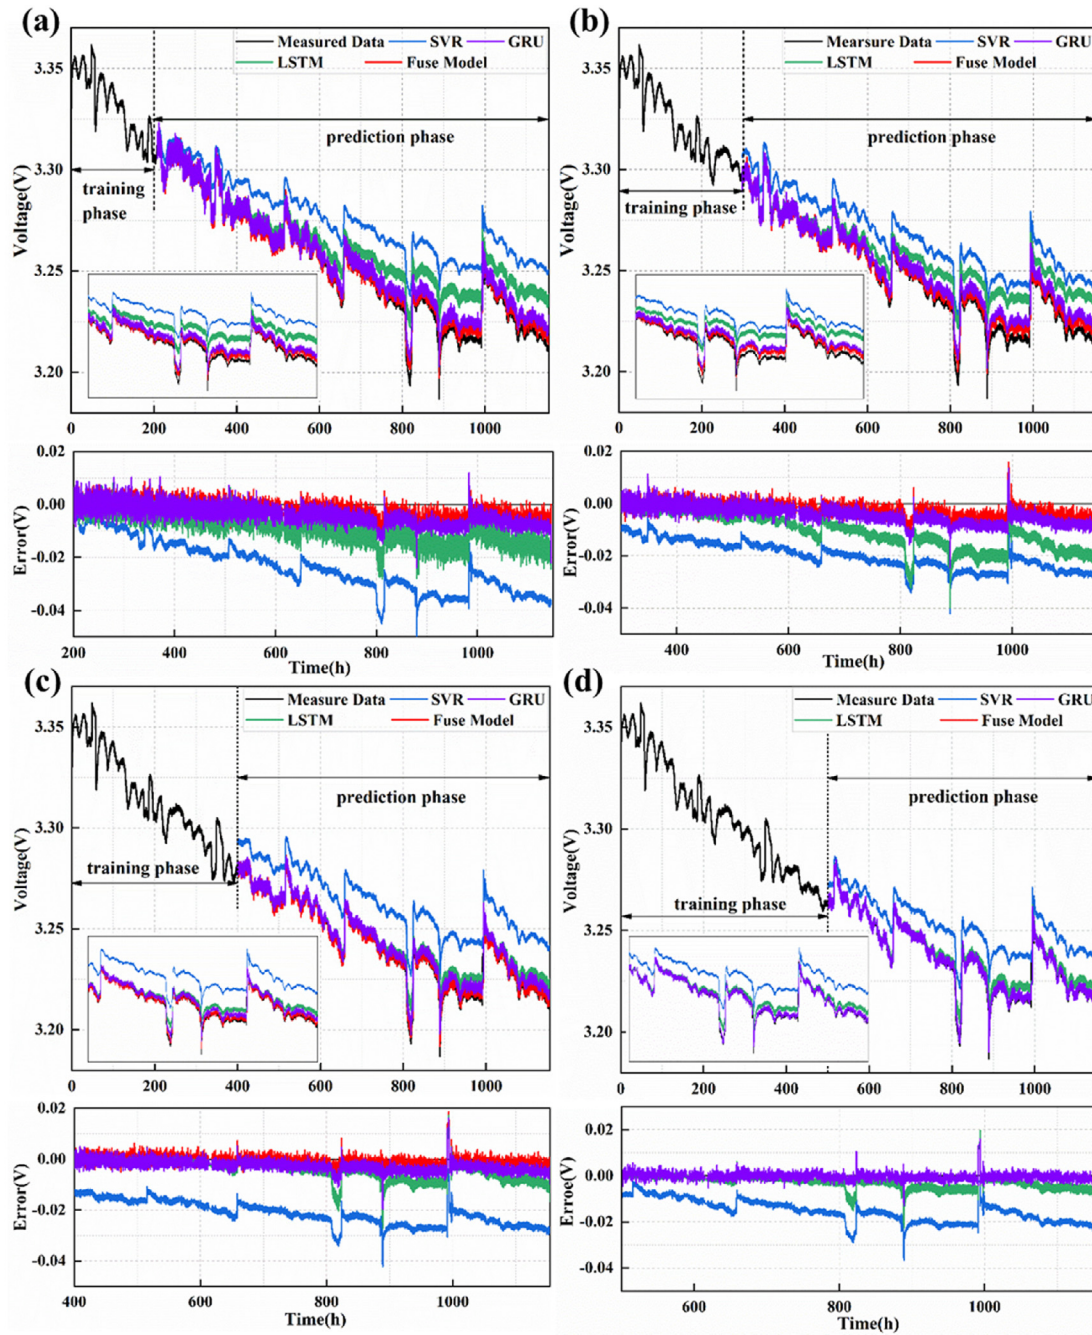 (a)
Measured Data SVR GRU
LSTM Fuse Model
3.35
3.30
3.25
3.20
Voltage(V)
prediction phase
training
phase
0 200 400 600 800 1000
0.02
0.00
-0.02
-0.04
Error(V)
200 400 600 800 1000
Time(h)
(b)
Mearsure Data SVR GRU
LSTM Fuse Model
3.35
3.30
3.25
3.20
Voltage(V)
prediction phase
training phase
0 200 400 600 800 1000
0.02
0.00
-0.02
-0.04
Error(V)
400 600 800 1000
Time(h)
(c)
Measure Data SVR GRU
LSTM Fuse Model
3.35
3.30
3.25
3.20
Voltage(V)
prediction phase
training phase
0 200 400 600 800 1000
0.02
0.00
-0.02
-0.04
Error(V)
400 600 800 1000
Time(h)
(d)
Measure Data SVR GRU
LSTM Fuse Model
3.35
3.30
3.25
3.20
Voltage(V)
prediction phase
training phase
0 200 400 600 800 1000
0.02
0.00
-0.02
-0.04
Erroe(V)
600 800 1000
Time(h)